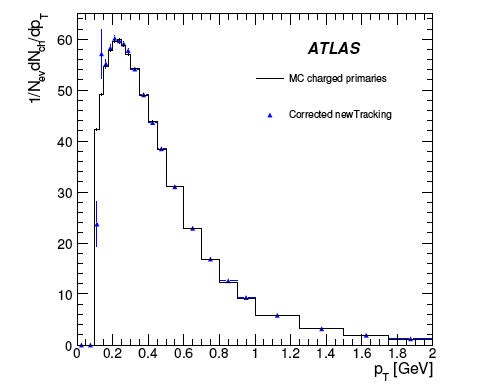 1/N_ev dN_ch/dp_T
60
50
40
30
20
10
0
ATLAS
MC charged primaries
Corrected newTracking
0 0.2 0.4 0.6 0.8 1 1.2 1.4 1.6 1.8 2
p_T [GeV]